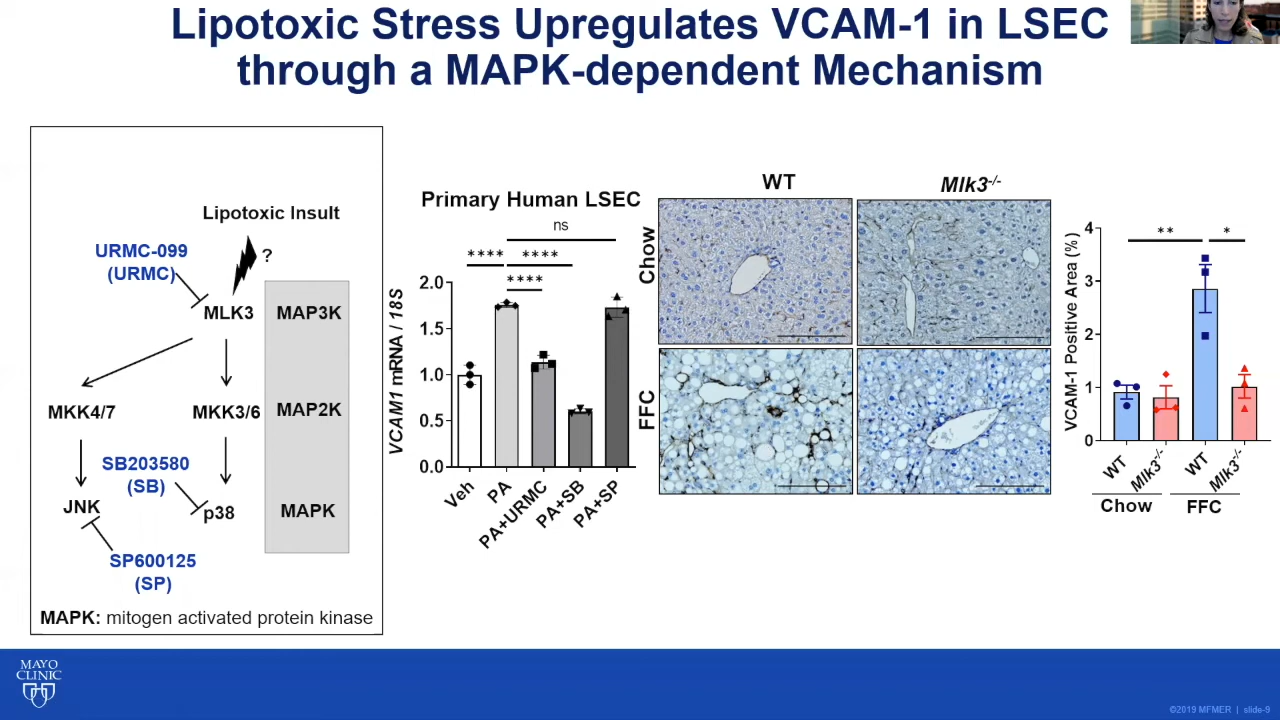 Lipotoxic Stress Upregulates VCAM-1 in LSEC
through a MAPK-dependent Mechanism
Lipotoxic Insult
?
URMC-099
(URMC)
MLK3
MAP3K
MKK4/7
MKK3/6
MAP2K
SB203580
(SB)
JNK
p38
MAPK
SP600125
(SP)
MAPK: mitogen activated protein kinase
Primary Human LSEC
ns
**** ****
****
VCAM1 mRNA / 18S
2.0
1.5
1.0
0.5
0.0
Veh
PA
PA+URMC
PA+SB
PA+SP
WT
Mlk3-/-
Chow
FFC
VCAM-1 Positive Area (%)
** *
4
3
2
1
0
WT
Mlk3-/-
WT
Mlk3-/-
Chow
FFC
MAYO
CLINIC
©2019 MFMER | slide-9